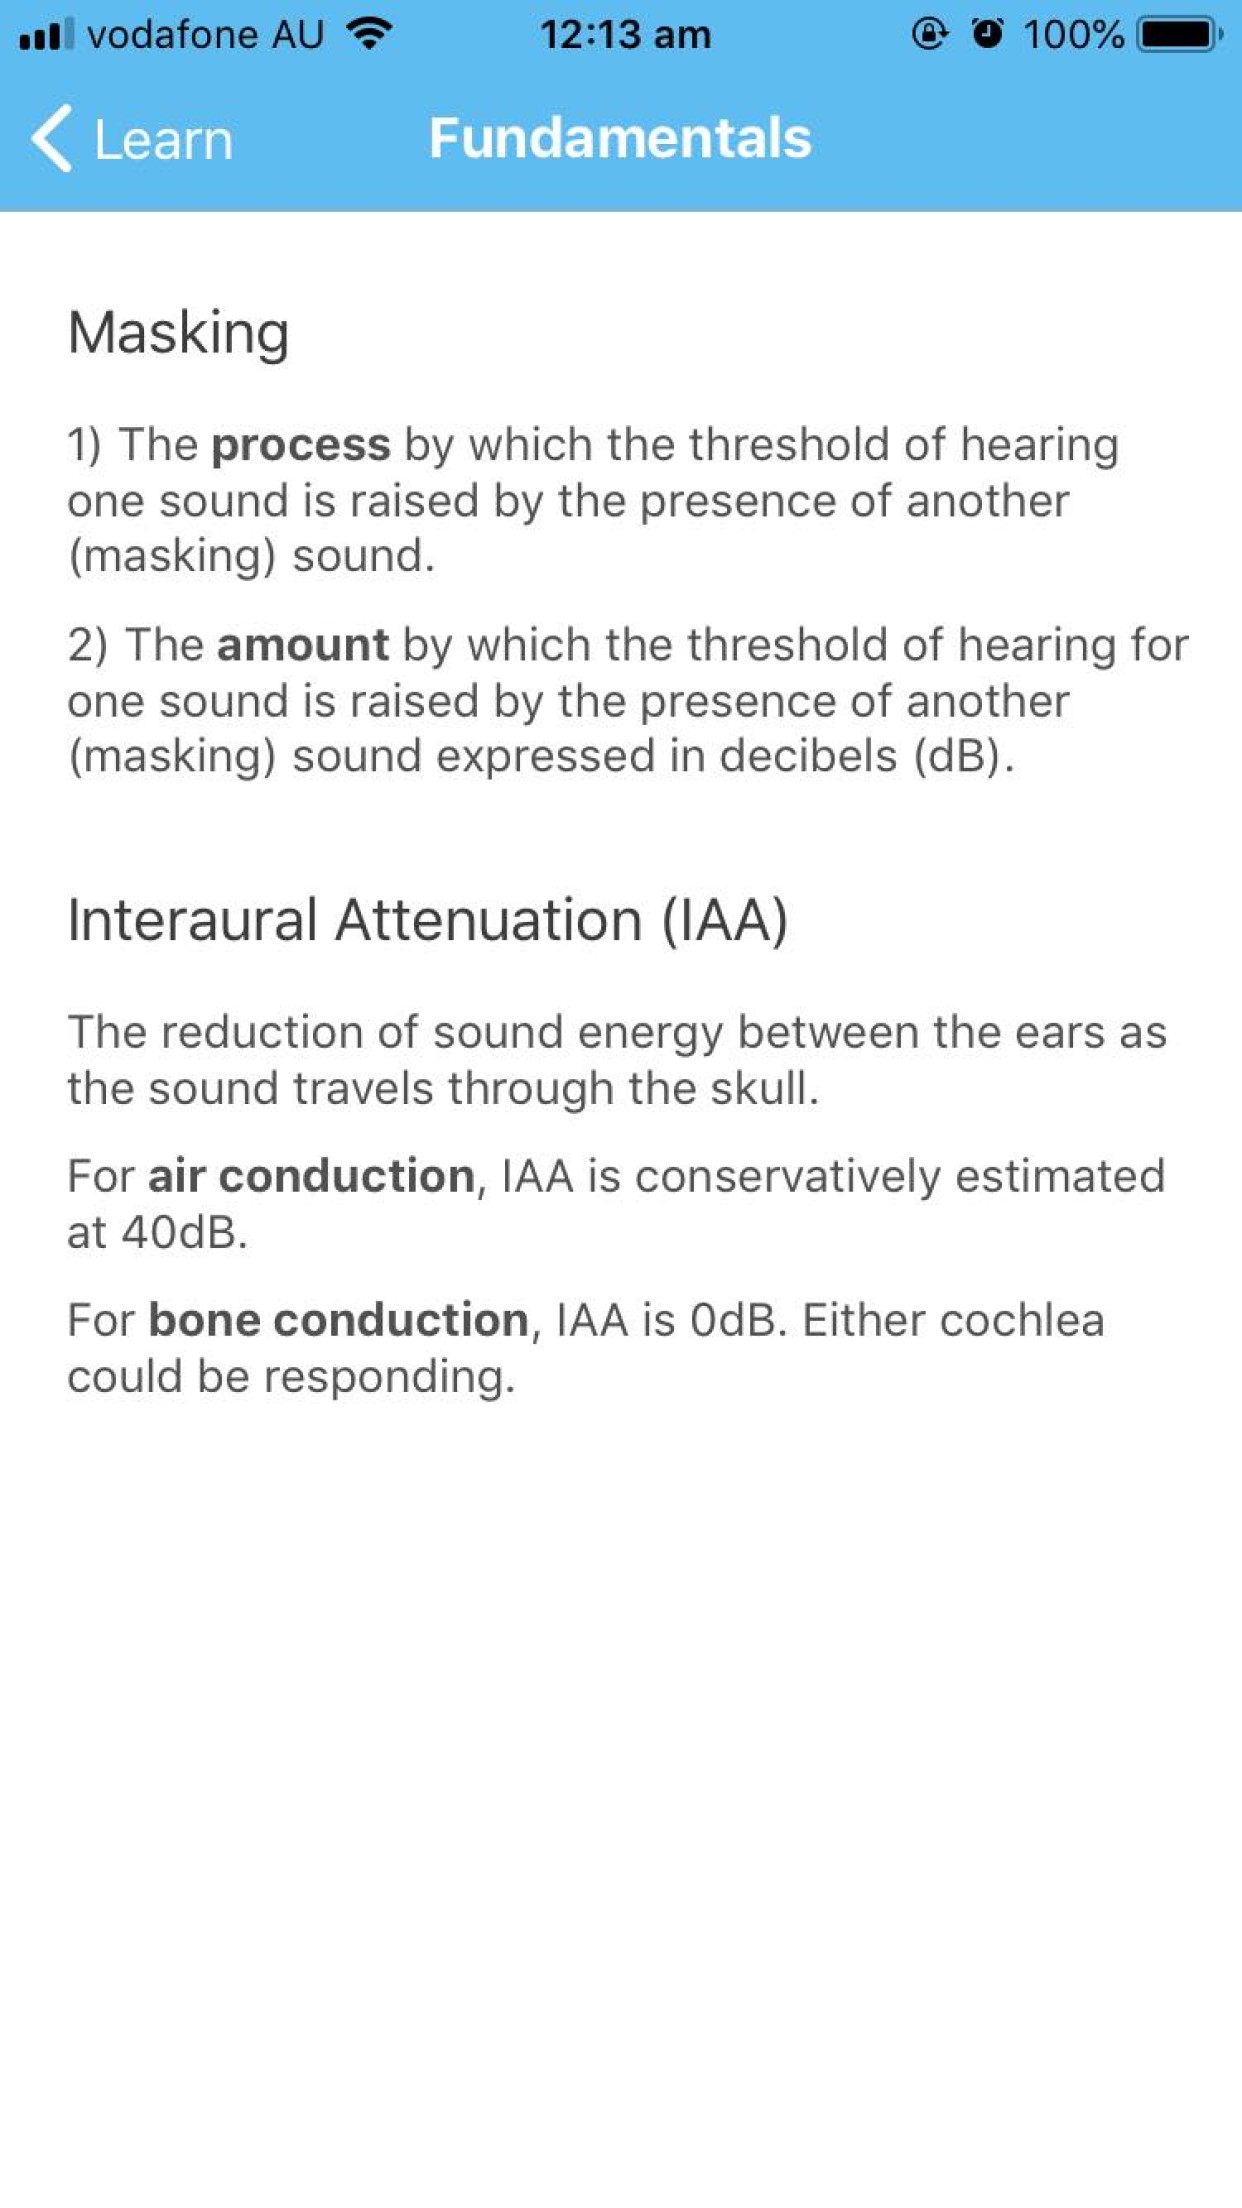 vodafone AU 12:13 am 100%
Learn Fundamentals
Masking
1) The process by which the threshold of hearing
one sound is raised by the presence of another
(masking) sound.
2) The amount by which the threshold of hearing for
one sound is raised by the presence of another
(masking) sound expressed in decibels (dB).
Interaural Attenuation (IAA)
The reduction of sound energy between the ears as
the sound travels through the skull.
For air conduction, IAA is conservatively estimated
at 40dB.
For bone conduction, IAA is 0dB. Either cochlea
could be responding.